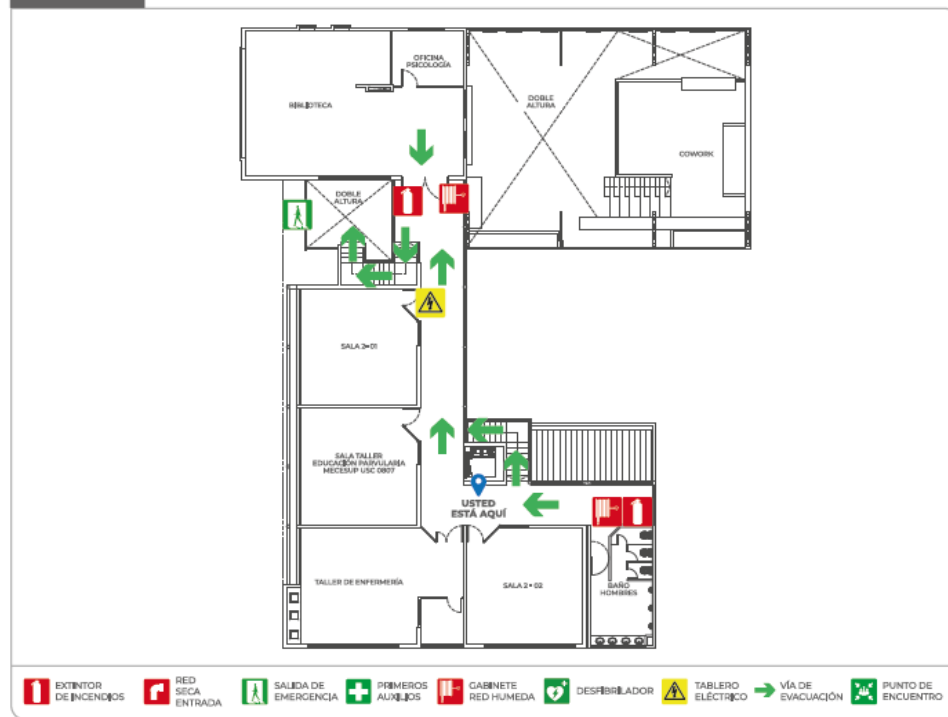 OFICINA
PSICOLOGÍA
BIBLIOTECA
DOBLE
ALTURA
COWORK
DOBLE
ALTURA
SALA 2-01
SALA TALLER
EDUCACIÓN PARVULARIA
MECESUP USC 0807
USTED
ESTÁ AQUÍ
TALLER DE ENFERMERÍA
SALA 2-02
BAÑO
HOMBRES
EXTINTOR
DE INCENDIOS
RED
SECA
ENTRADA
SALIDA DE
EMERGENCIA
PRIMEROS
AUXILIOS
GABINETE
RED HUMEDA
DESFIBRILADOR
TABLERO
ELÉCTRICO
VÍA DE
EVACUACIÓN
PUNTO DE
ENCUENTRO